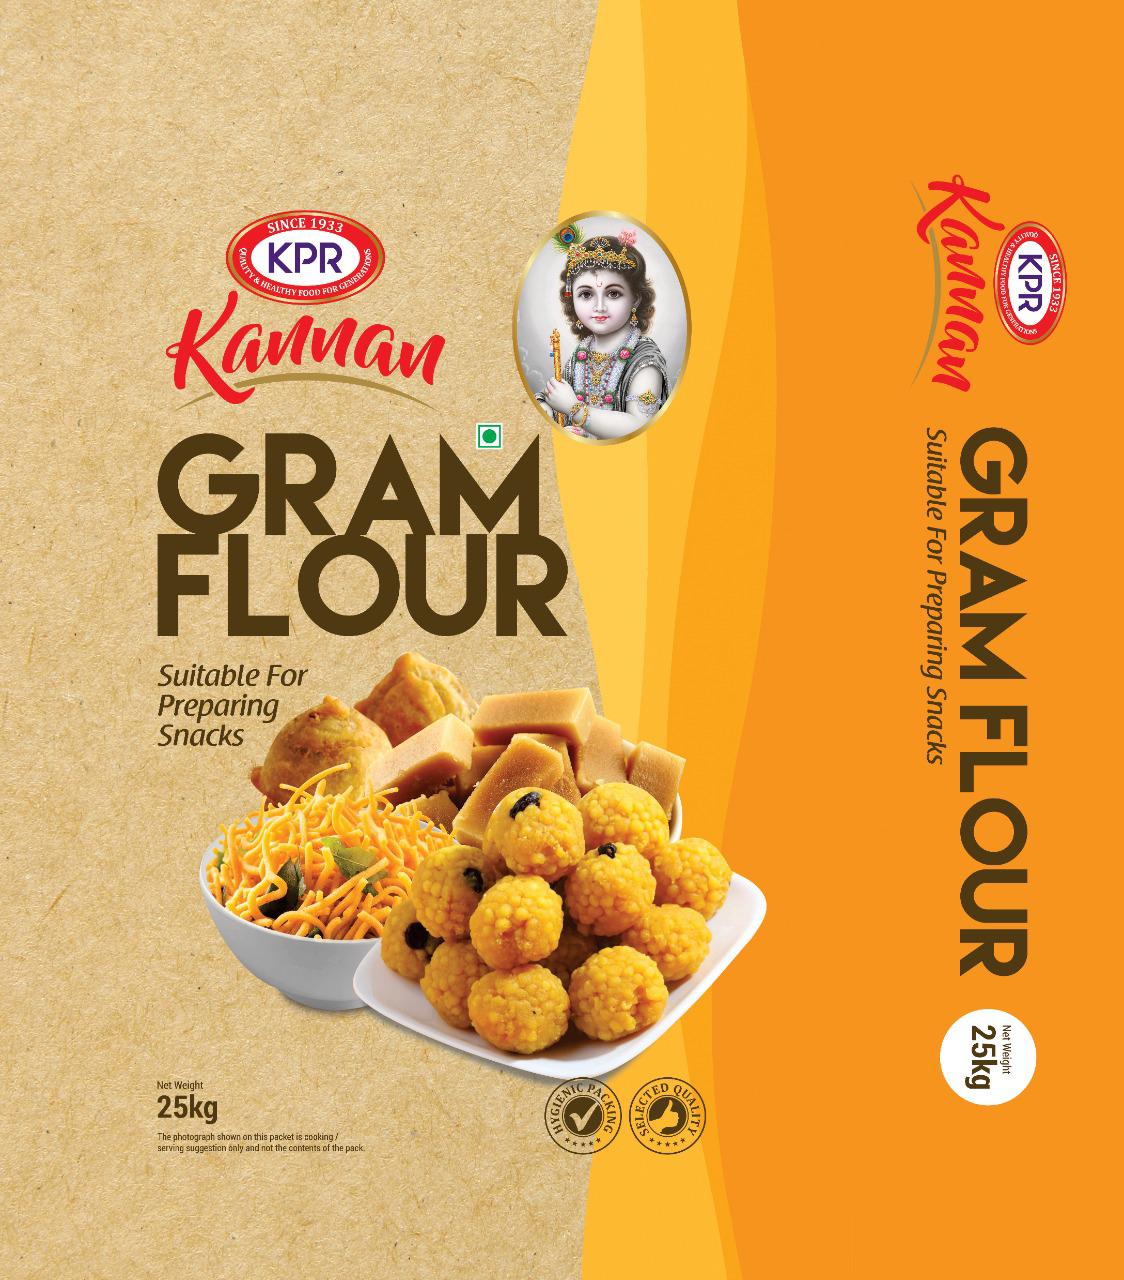 SINCE 1933
KPR
QUALITY & HEALTHY FOOD FOR GENERATIONS
Kannan
GRAM
FLOUR
Suitable For
Preparing
Snacks
Net Weight
25kg
The photograph shown on this packet is cooking /
serving suggestion only and not the contents of the pack.
HYGIENIC PACKING
SELECTED QUALITY
SINCE 1933
KPR
QUALITY & HEALTHY FOOD FOR GENERATIONS
Kannan
GRAM FLOUR
Suitable For Preparing Snacks
Net Weight
25kg